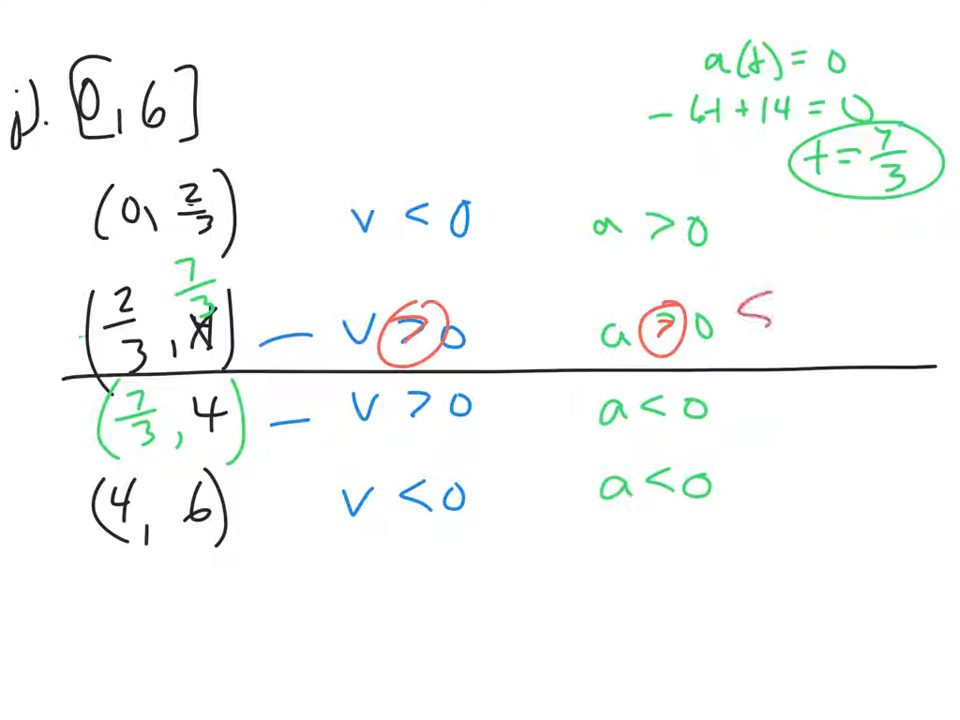 j). [0, 6]
a(t) = 0
- 6t + 14 = 0
t = 7/3
(0, 2/3) v < 0 a > 0
(2/3, 7/3) — v > 0 a > 0 <
(7/3, 4) — v > 0 a < 0
(4, 6) v < 0 a < 0